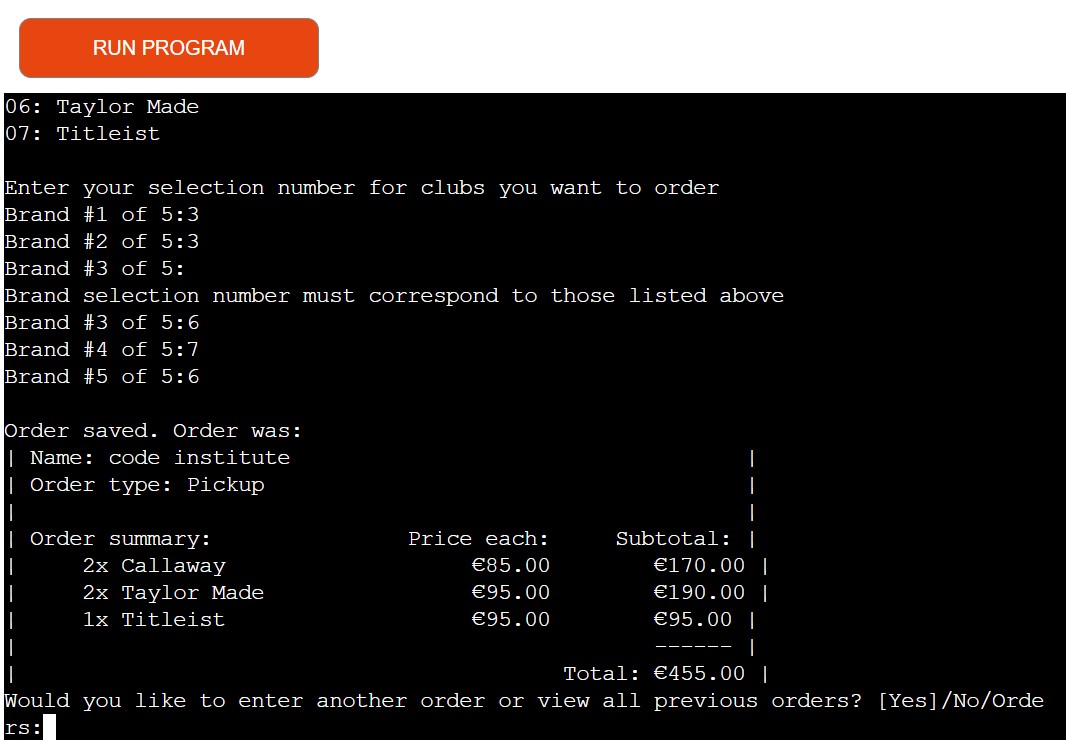 RUN PROGRAM
06: Taylor Made
07: Titleist
Enter your selection number for clubs you want to order
Brand #1 of 5:3
Brand #2 of 5:3
Brand #3 of 5:
Brand selection number must correspond to those listed above
Brand #3 of 5:6
Brand #4 of 5:7
Brand #5 of 5:6
Order saved. Order was:
| Name: code institute                                   |
| Order type: Pickup                                     |
|                                                        |
| Order summary:               Price each:     Subtotal: |
|     2x Callaway                   €85.00        €170.00 |
|     2x Taylor Made                €95.00        €190.00 |
|     1x Titleist                   €95.00        €95.00 |
|                                                 ------ |
|                                          Total: €455.00 |
Would you like to enter another order or view all previous orders? [Yes]/No/Orde
rs: